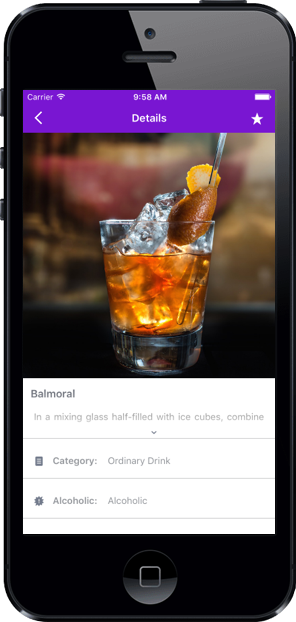 Carrier 9:58 AM
Details
Balmoral
In a mixing glass half-filled with ice cubes, combine
Category: Ordinary Drink
Alcoholic: Alcoholic